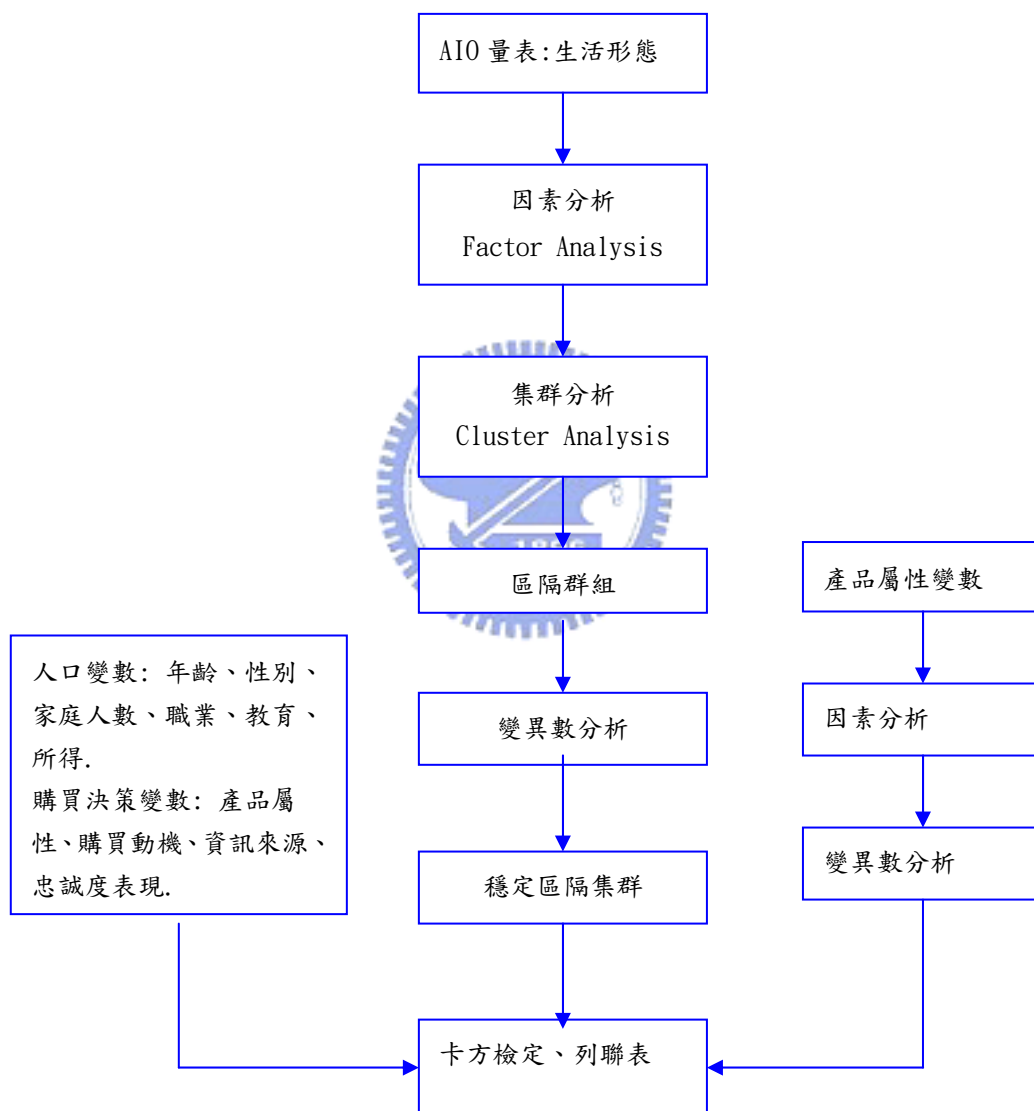 AIO 量表:生活形態
因素分析
Factor Analysis
集群分析
Cluster Analysis
1896
區隔群組
變異數分析
穩定區隔集群
卡方檢定、列聯表
人口變數: 年齡、性別、
家庭人數、職業、教育、
所得.
購買決策變數: 產品屬
性、購買動機、資訊來源、
忠誠度表現.
產品屬性變數
因素分析
變異數分析